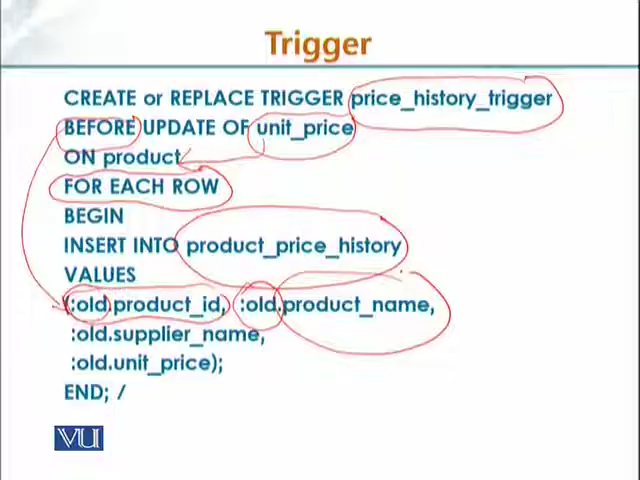 Trigger
CREATE or REPLACE TRIGGER price_history_trigger
BEFORE UPDATE OF unit_price
ON product
FOR EACH ROW
BEGIN
INSERT INTO product_price_history
VALUES
(:old.product_id, :old.product_name,
:old.supplier_name,
:old.unit_price);
END; /
VU